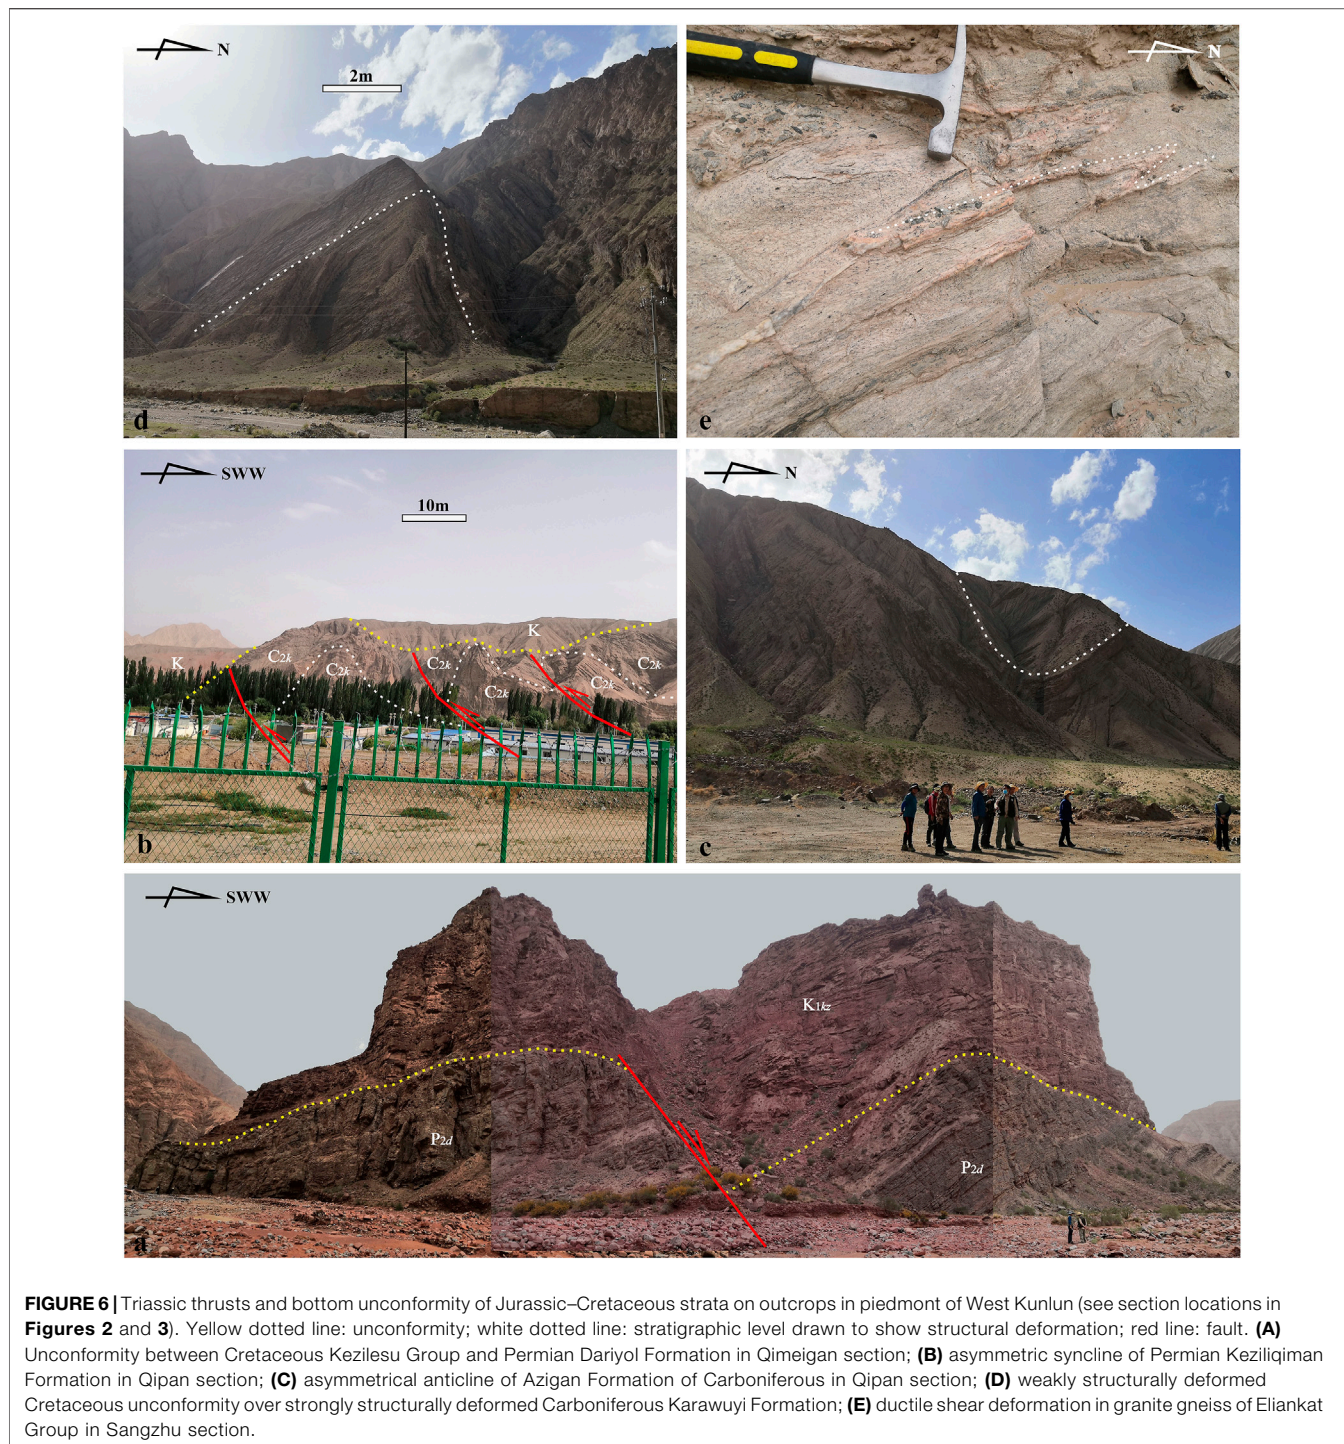 N
2m
d
N
e
SWW
10m
K
K
C2k
C2k
C2k
C2k
C2k
C2k
b
N
c
SWW
K1kz
P2d
P2d
a
FIGURE 6 | Triassic thrusts and bottom unconformity of Jurassic–Cretaceous strata on outcrops in piedmont of West Kunlun (see section locations in
Figures 2 and 3). Yellow dotted line: unconformity; white dotted line: stratigraphic level drawn to show structural deformation; red line: fault. (A)
Unconformity between Cretaceous Kezilesu Group and Permian Dariyol Formation in Qimeigan section; (B) asymmetric syncline of Permian Keziliqiman
Formation in Qipan section; (C) asymmetrical anticline of Azigan Formation of Carboniferous in Qipan section; (D) weakly structurally deformed
Cretaceous unconformity over strongly structurally deformed Carboniferous Karawuyi Formation; (E) ductile shear deformation in granite gneiss of Eliankat
Group in Sangzhu section.